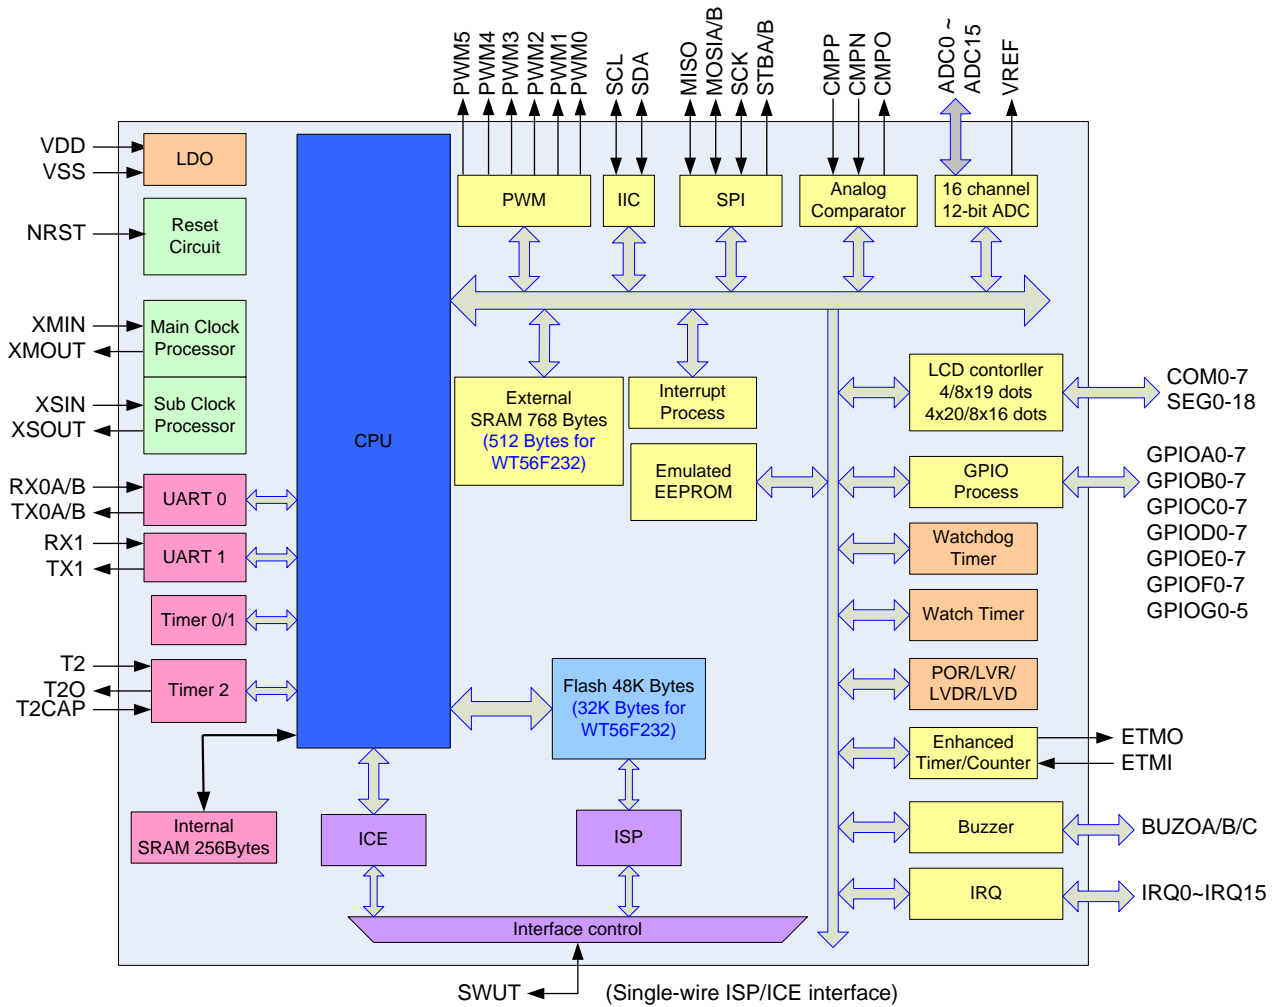 PWM5
PWM4
PWM3
PWM2
PWM1
PWM0
SCL
SDA
MISO
MOSIA/B
SCK
STBA/B
CMPP
CMPN
CMPO
ADC0 ~
ADC15
VREF
VDD
VSS
LDO
PWM
IIC
SPI
Analog
Comparator
16 channel
12-bit ADC
NRST
Reset
Circuit
XMIN
XMOUT
Main Clock
Processor
XSIN
XSOUT
Sub Clock
Processor
CPU
External
SRAM 768 Bytes
(512 Bytes for
WT56F232)
Interrupt
Process
Emulated
EEPROM
LCD contorller
4/8x19 dots
4x20/8x16 dots
COM0-7
SEG0-18
GPIO
Process
GPIOA0-7
GPIOB0-7
GPIOC0-7
GPIOD0-7
GPIOE0-7
GPIOF0-7
GPIOG0-5
RX0A/B
TX0A/B
UART 0
RX1
TX1
UART 1
Watchdog
Timer
Timer 0/1
Watch Timer
T2
T2O
T2CAP
Timer 2
Flash 48K Bytes
(32K Bytes for
WT56F232)
POR/LVR/
LVDR/LVD
Enhanced
Timer/Counter
ETMO
ETMI
Internal
SRAM 256Bytes
ICE
ISP
Buzzer
BUZOA/B/C
IRQ
IRQ0~IRQ15
Interface control
SWUT
(Single-wire ISP/ICE interface)